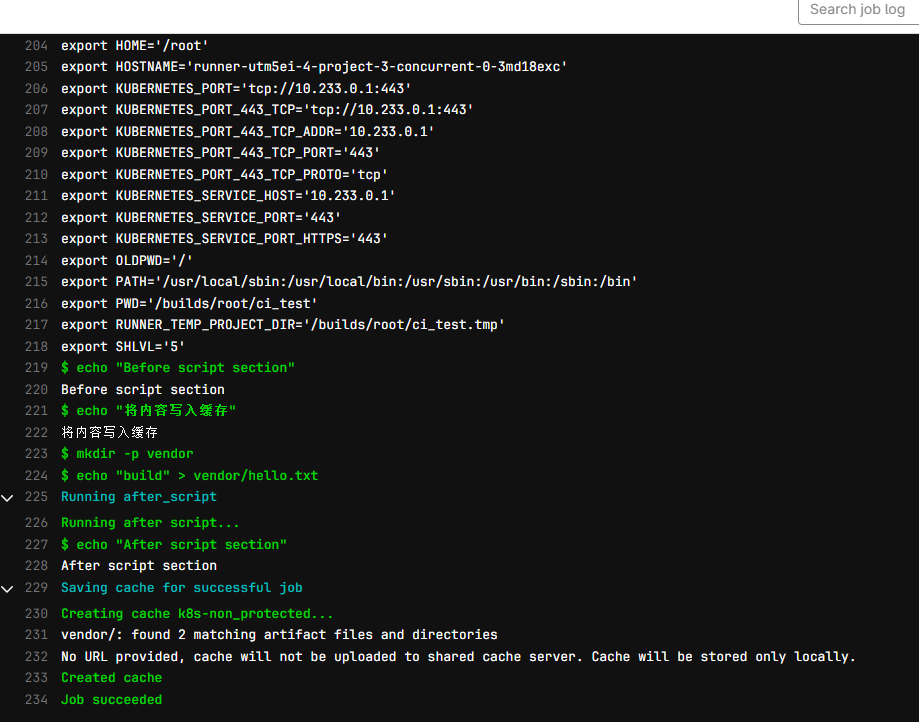 Search job log
204 export HOME='/root'
205 export HOSTNAME='runner-utm5ei-4-project-3-concurrent-0-3md18exc'
206 export KUBERNETES_PORT='tcp://10.233.0.1:443'
207 export KUBERNETES_PORT_443_TCP='tcp://10.233.0.1:443'
208 export KUBERNETES_PORT_443_TCP_ADDR='10.233.0.1'
209 export KUBERNETES_PORT_443_TCP_PORT='443'
210 export KUBERNETES_PORT_443_TCP_PROTO='tcp'
211 export KUBERNETES_SERVICE_HOST='10.233.0.1'
212 export KUBERNETES_SERVICE_PORT='443'
213 export KUBERNETES_SERVICE_PORT_HTTPS='443'
214 export OLDPWD='/'
215 export PATH='/usr/local/sbin:/usr/local/bin:/usr/sbin:/usr/bin:/sbin:/bin'
216 export PWD='/builds/root/ci_test'
217 export RUNNER_TEMP_PROJECT_DIR='/builds/root/ci_test.tmp'
218 export SHLVL='5'
219 $ echo "Before script section"
220 Before script section
221 $ echo "将内容写入缓存"
222 将内容写入缓存
223 $ mkdir -p vendor
224 $ echo "build" > vendor/hello.txt
225 Running after_script
226 Running after script...
227 $ echo "After script section"
228 After script section
229 Saving cache for successful job
230 Creating cache k8s-non_protected...
231 vendor/: found 2 matching artifact files and directories
232 No URL provided, cache will not be uploaded to shared cache server. Cache will be stored only locally.
233 Created cache
234 Job succeeded